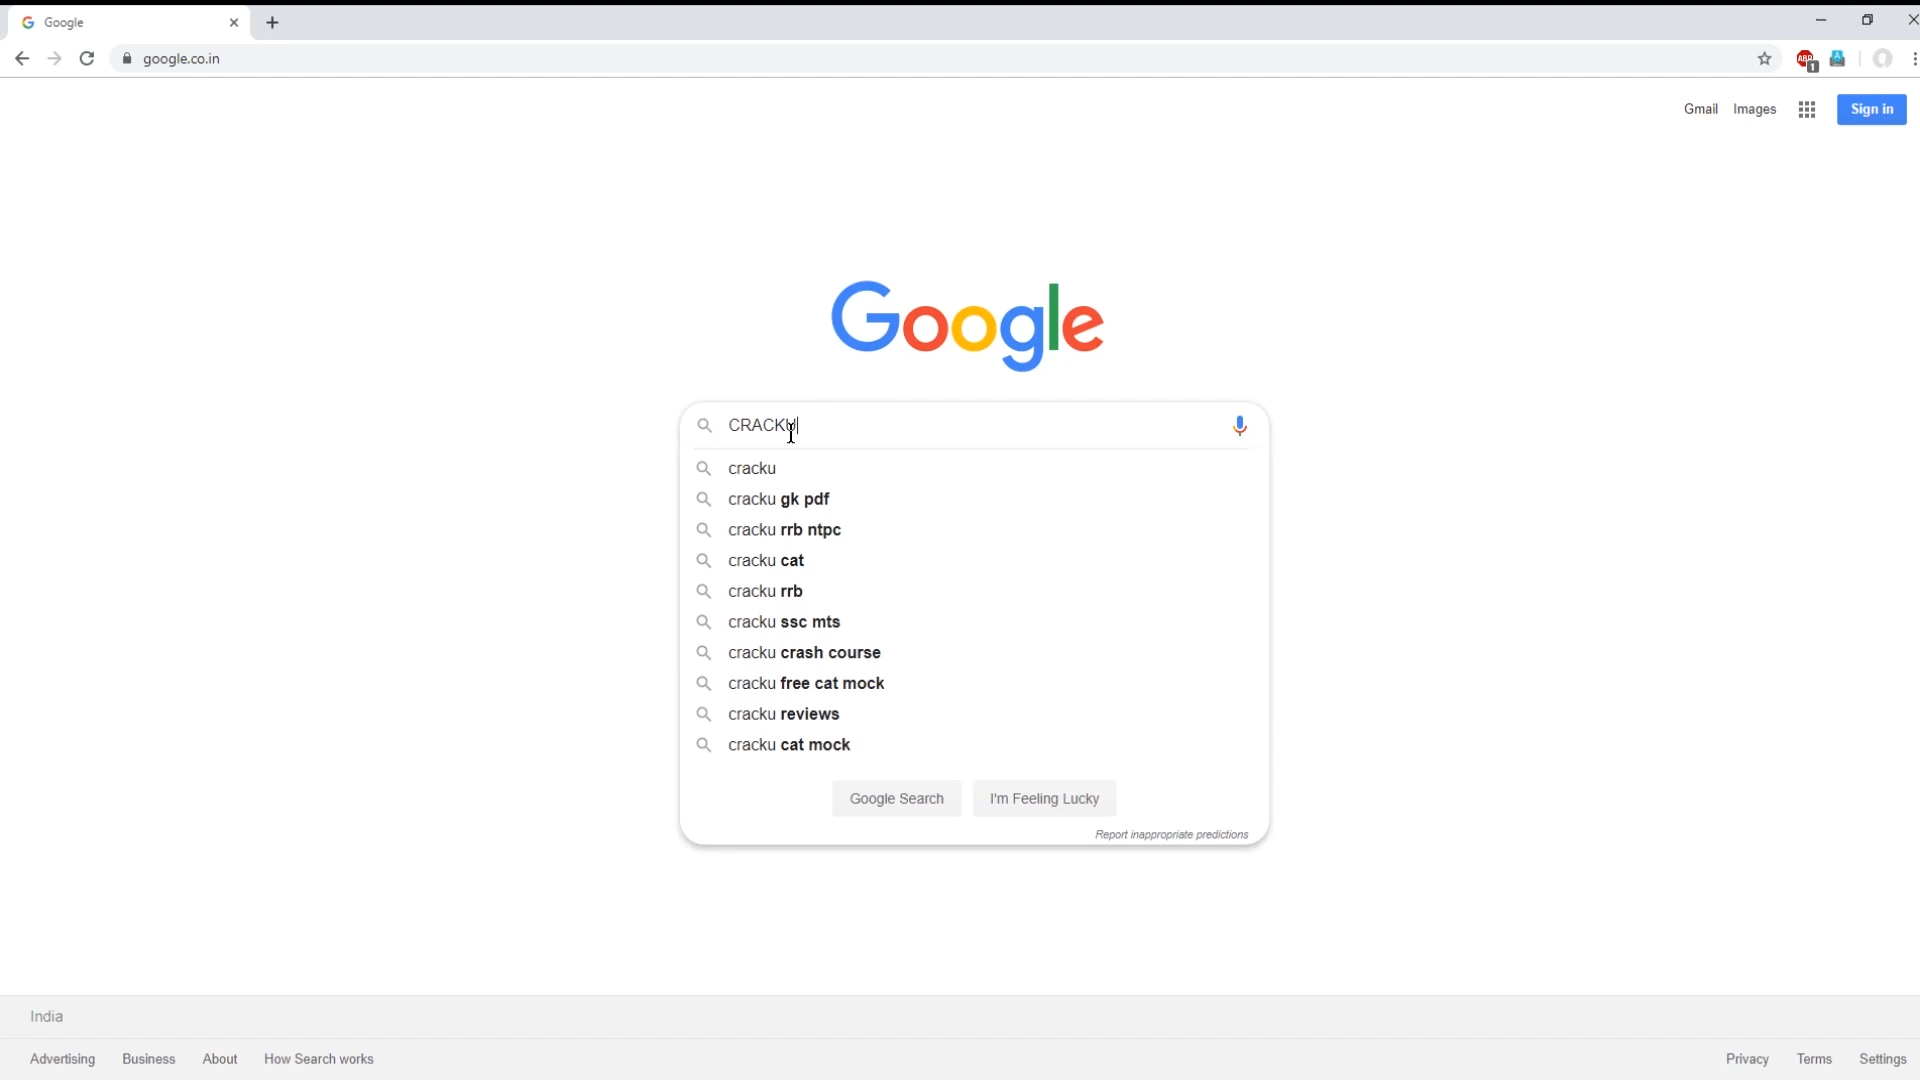 Google
google.co.in
ABP
1
Gmail Images Sign in
Google
CRACKU
cracku
cracku gk pdf
cracku rrb ntpc
cracku cat
cracku rrb
cracku ssc mts
cracku crash course
cracku free cat mock
cracku reviews
cracku cat mock
Google Search I'm Feeling Lucky
Report inappropriate predictions
India
Advertising Business About How Search works Privacy Terms Settings